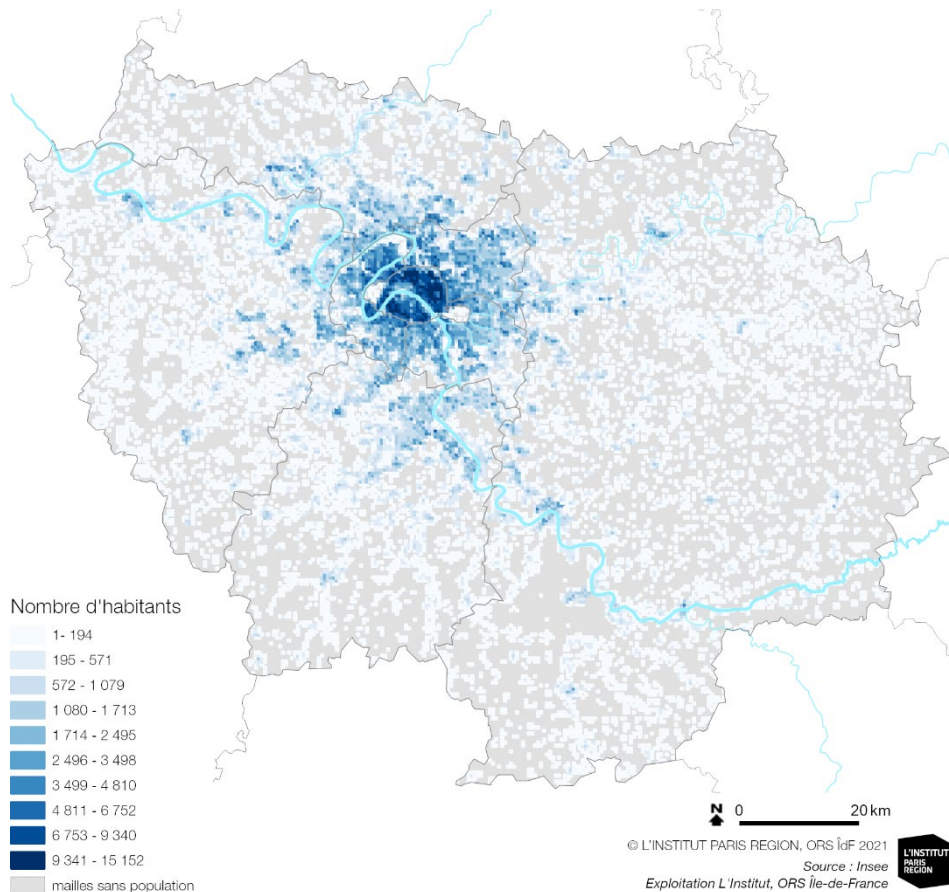 Nombre d'habitants
1- 194
195 - 571
572 - 1 079
1 080 - 1 713
1 714 - 2 495
2 496 - 3 498
3 499 - 4 810
4 811 - 6 752
6 753 - 9 340
9 341 - 15 152
mailles sans population
N 0 20 km
© L'INSTITUT PARIS REGION, ORS ÎdF 2021
Source : Insee
Exploitation L'Institut, ORS Île-de-France
L'INSTITUT
PARIS
REGION